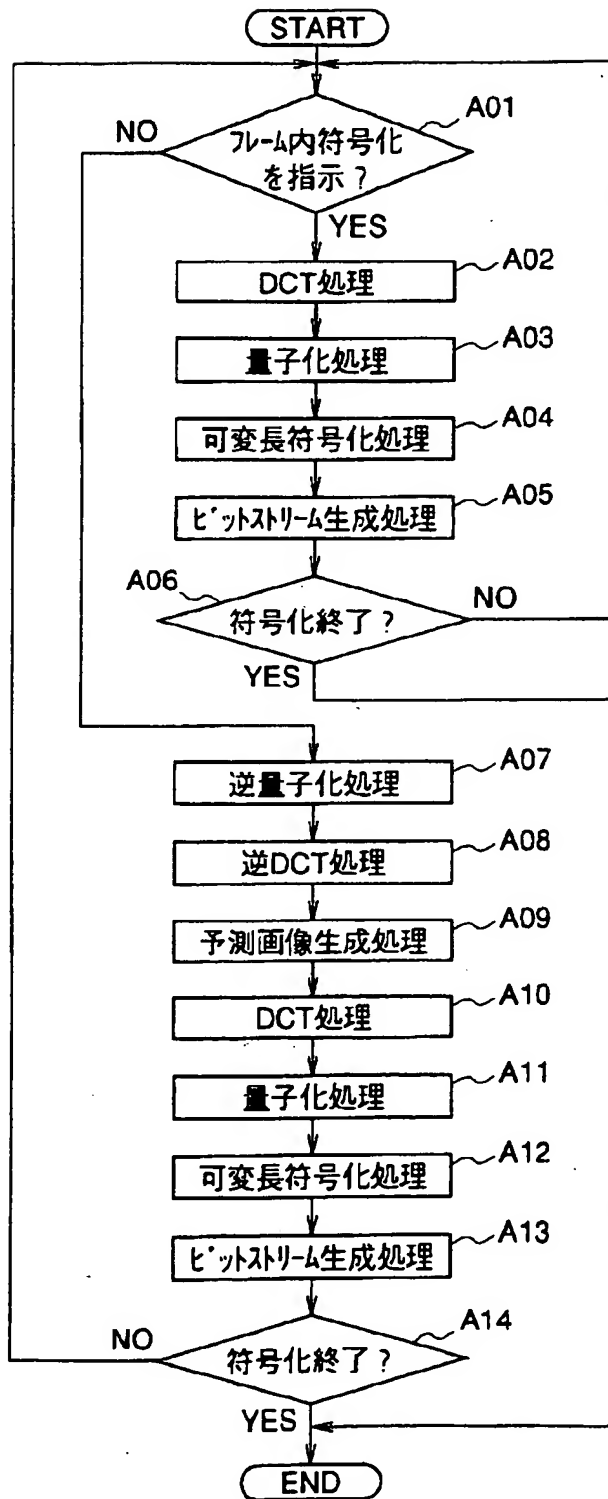 START
A01
NO
フレーム内符号化
を指示?
YES
A02
DCT処理
A03
量子化処理
A04
可変長符号化処理
A05
ビットストリーム生成処理
A06
NO
符号化終了?
YES
A07
逆量子化処理
A08
逆DCT処理
A09
予測画像生成処理
A10
DCT処理
A11
量子化処理
A12
可変長符号化処理
A13
ビットストリーム生成処理
A14
NO
符号化終了?
YES
END